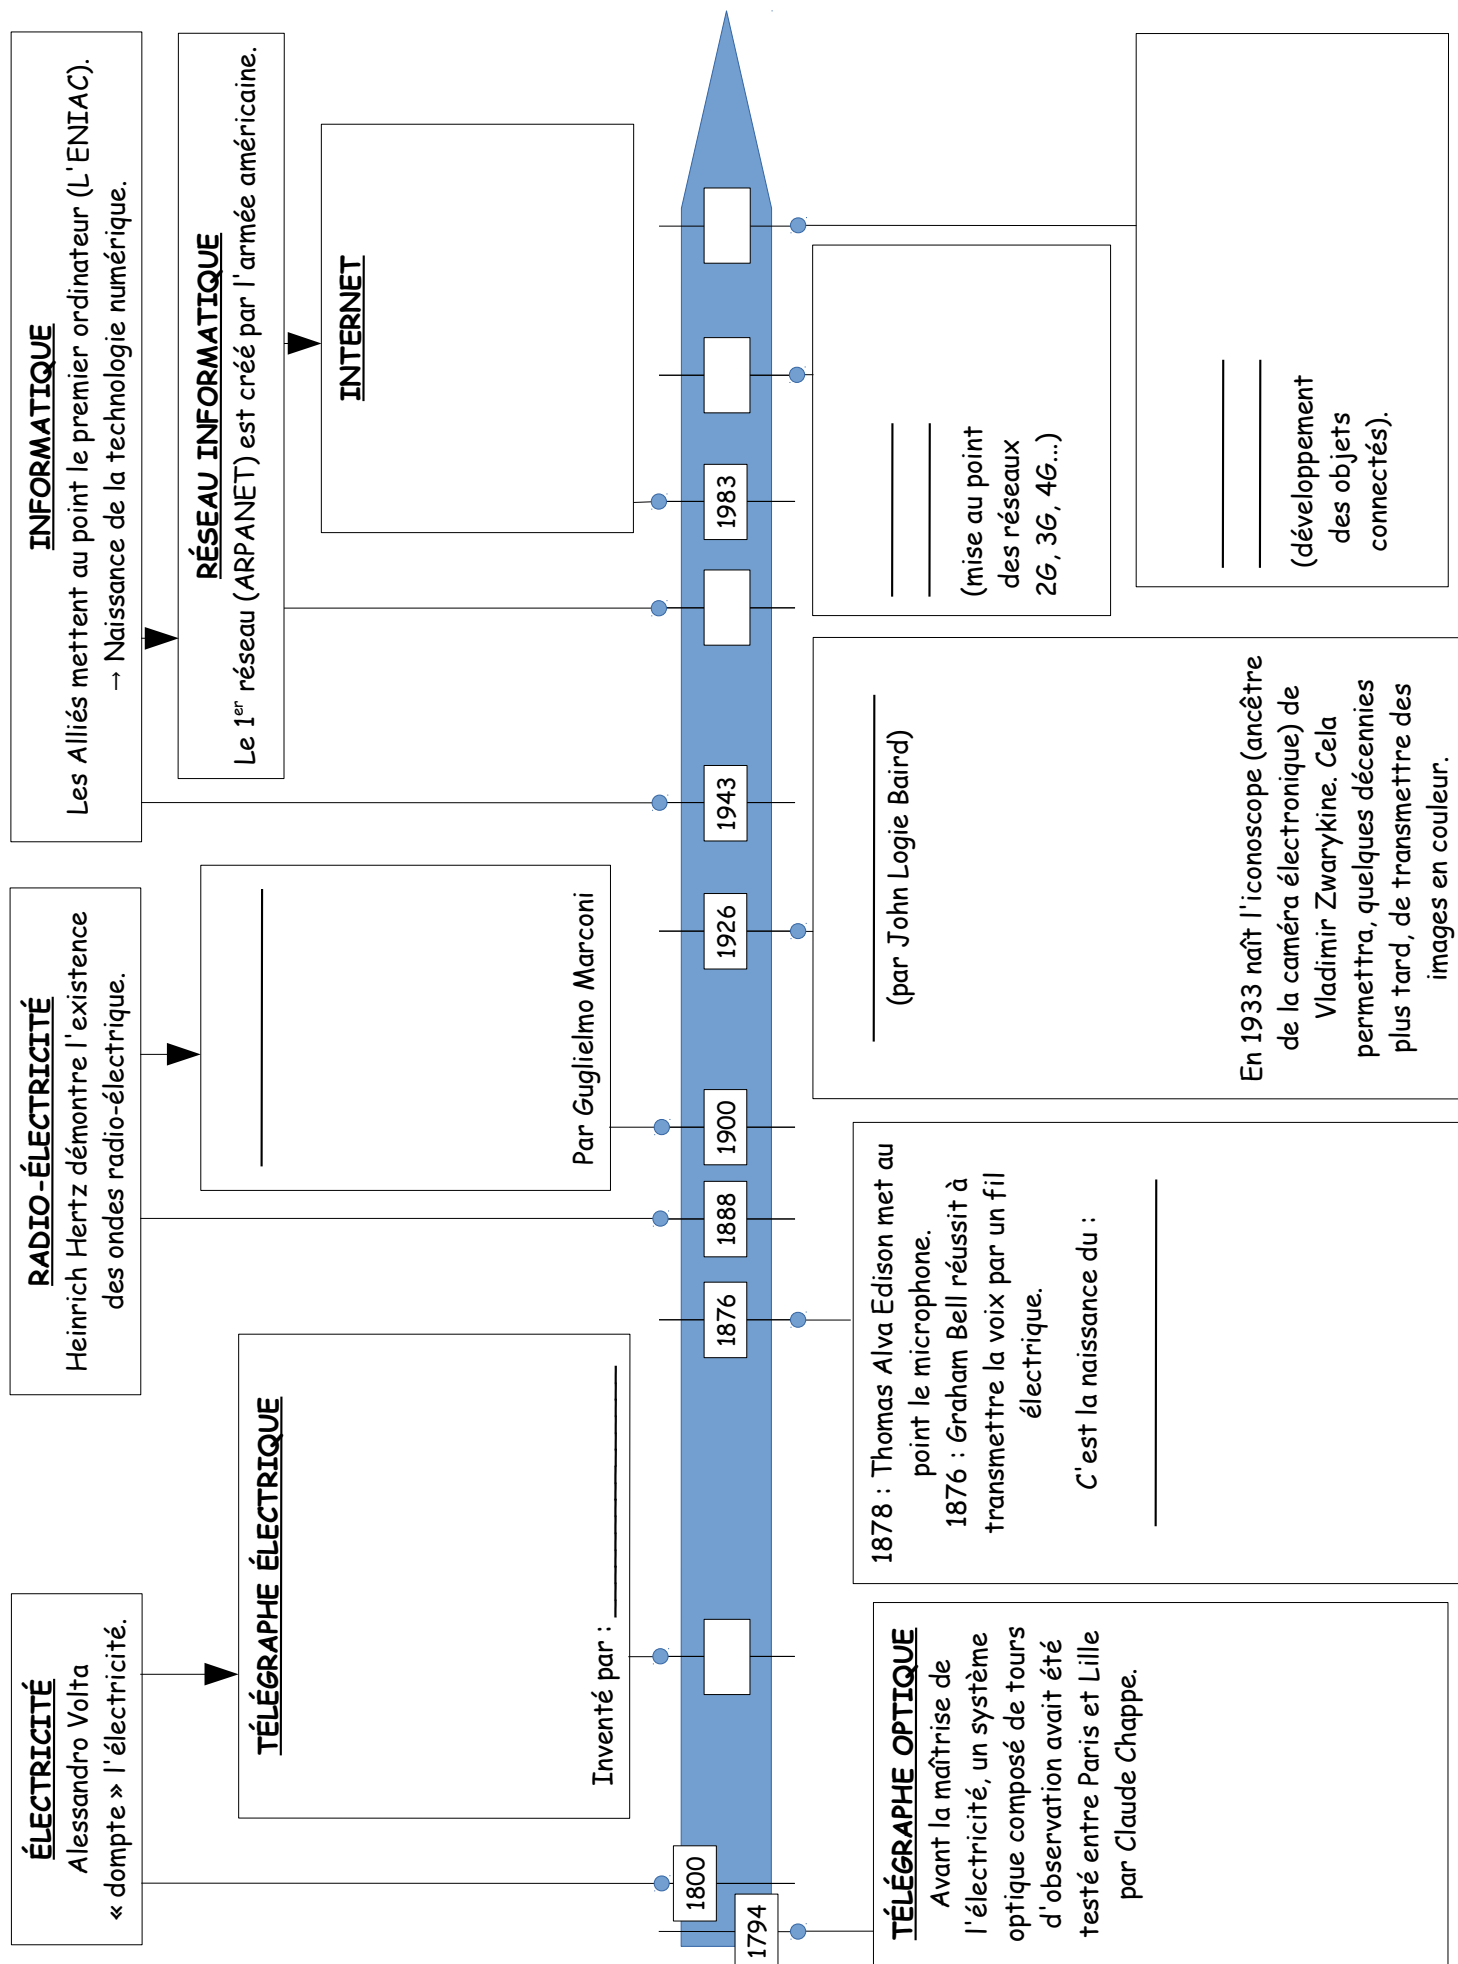 ÉLECTRICITÉ
Alessandro Volta
« dompte » l'électricité.
RADIO-ÉLECTRICITÉ
Heinrich Hertz démontre l'existence
des ondes radio-électrique.
INFORMATIQUE
Les Alliés mettent au point le premier ordinateur (L'ENIAC).
→ Naissance de la technologie numérique.
RÉSEAU INFORMATIQUE
Le 1er réseau (ARPANET) est créé par l'armée américaine.
TÉLÉGRAPHE ÉLECTRIQUE
Inventé par :
Par Guglielmo Marconi
INTERNET
1794
1800
1876
1888
1900
1926
1943
1983
TÉLÉGRAPHE OPTIQUE
Avant la maîtrise de
l'électricité, un système
optique composé de tours
d'observation avait été
testé entre Paris et Lille
par Claude Chappe.
1878 : Thomas Alva Edison met au
point le microphone.
1876 : Graham Bell réussit à
transmettre la voix par un fil
électrique.
C'est la naissance du :
(par John Logie Baird)
En 1933 naît l'iconoscope (ancêtre
de la caméra électronique) de
Vladimir Zwarykine. Cela
permettra, quelques décennies
plus tard, de transmettre des
images en couleur.
(mise au point
des réseaux
2G, 3G, 4G...)
(développement
des objets
connectés).